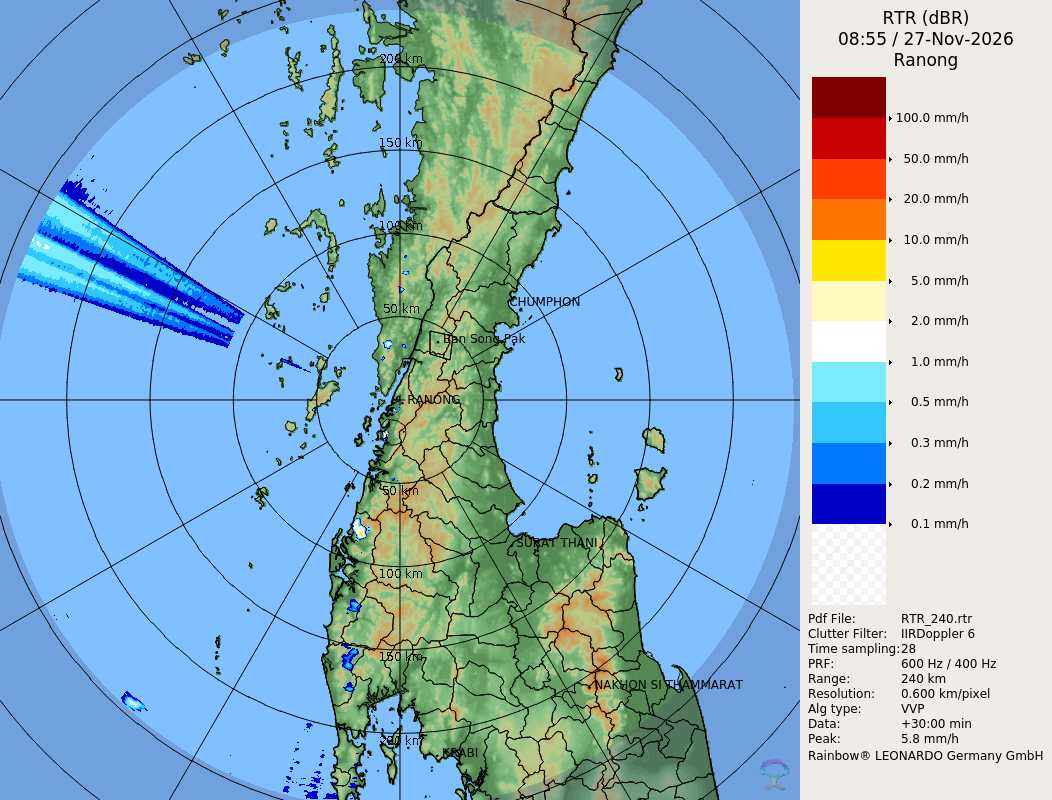 RTR (dBR)
08:55 / 27-Nov-2026
Ranong
100.0 mm/h
50.0 mm/h
20.0 mm/h
10.0 mm/h
5.0 mm/h
2.0 mm/h
1.0 mm/h
0.5 mm/h
0.3 mm/h
0.2 mm/h
0.1 mm/h
Pdf File: RTR_240.rtr
Clutter Filter: IIRDoppler 6
Time sampling:28
PRF: 600 Hz / 400 Hz
Range: 240 km
Resolution: 0.600 km/pixel
Alg type: VVP
Data: +30:00 min
Peak: 5.8 mm/h
Rainbow® LEONARDO Germany GmbH
200 km
150 km
100 km
50 km
CHUMPHON
Ban Song Pak
RANONG
50 km
SURAT THANI
100 km
150 km
NAKHON SI THAMMARAT
200 km
KRABI